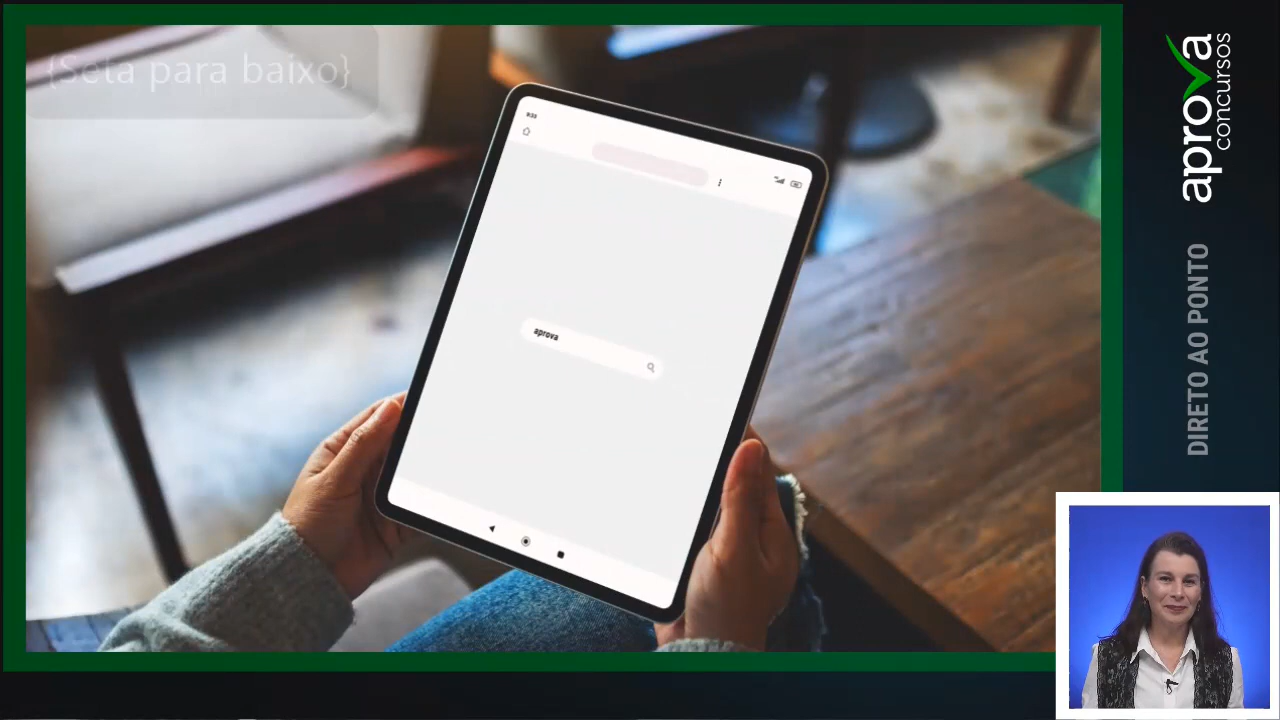 {Seta para baixo}
aprova
aprova
concursos
DIRETO AO PONTO